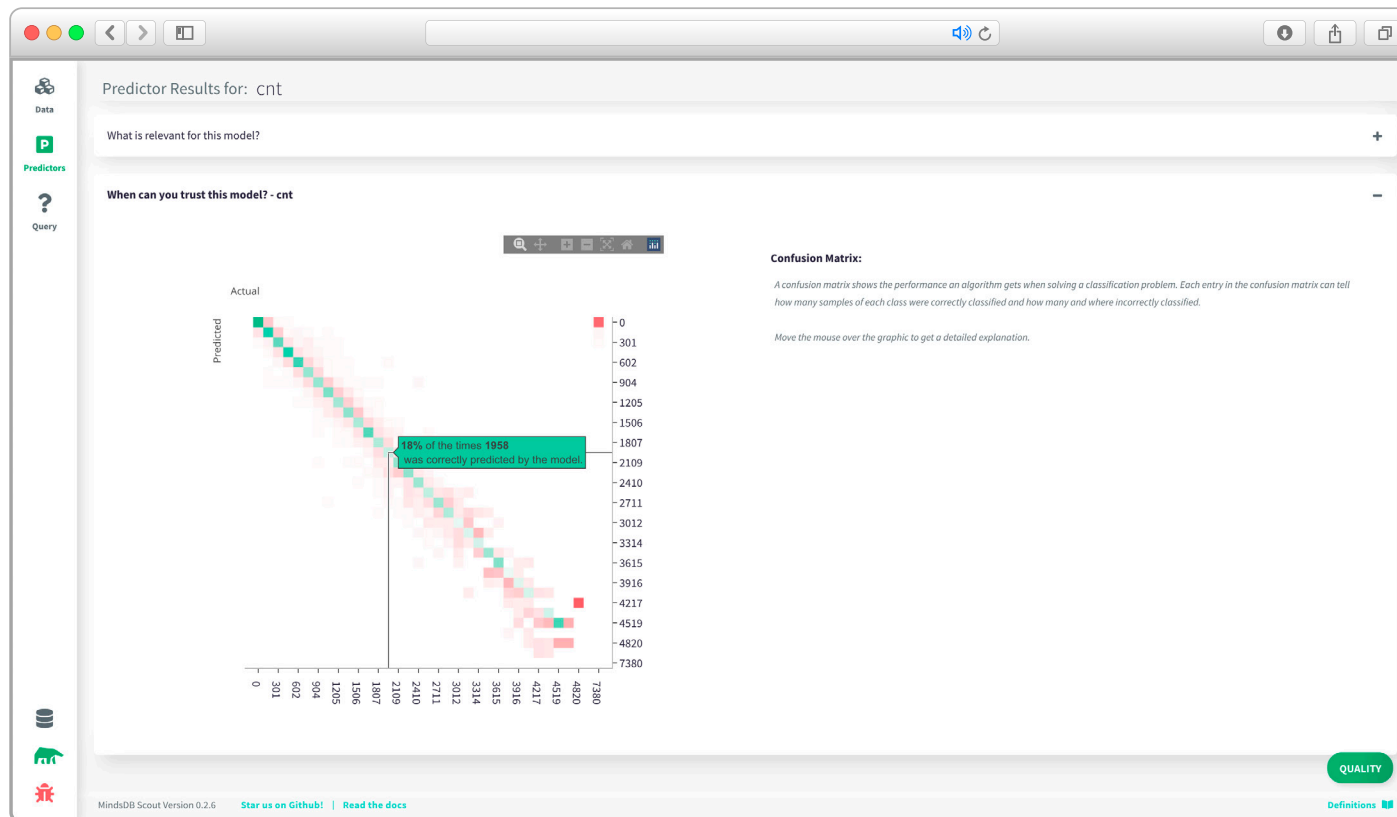 Data
P
Predictors
?
Query
Predictor Results for: cnt
What is relevant for this model?
+
When can you trust this model? - cnt
−
Actual
Predicted
0
301
602
904
1205
1506
1807
2109
2410
2711
3012
3314
3615
3916
4217
4519
4820
7380
18% of the times 1958
was correctly predicted by the model.
0
301
602
904
1205
1506
1807
2109
2410
2711
3012
3314
3615
3916
4217
4519
4820
7380
Confusion Matrix:
A confusion matrix shows the performance an algorithm gets when solving a classification problem. Each entry in the confusion matrix can tell
how many samples of each class were correctly classified and how many and where incorrectly classified.
Move the mouse over the graphic to get a detailed explanation.
QUALITY
MindsDB Scout Version 0.2.6 Star us on Github! | Read the docs
Definitions